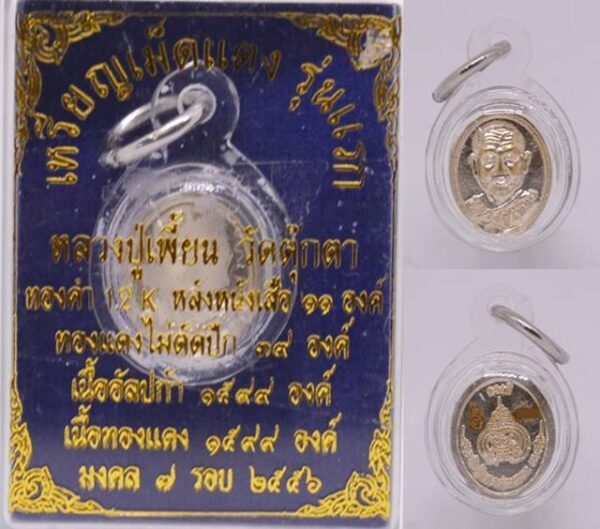 เหรียญเม็ดแตง รุ่นแรก
หลวงปู่เพี้ยน วัดตุ๊กตา
ทองคำ 12 K หลังหนังเสือ ๑๑ องค์
ทองแดงไม่ตัดปีก ๓๙ องค์
เนื้ออัลปก้า ๑๕๙๙ องค์
เนื้อทองแดง ๑๕๙๙ องค์
มงคล ๗ รอบ ๒๕๕๖